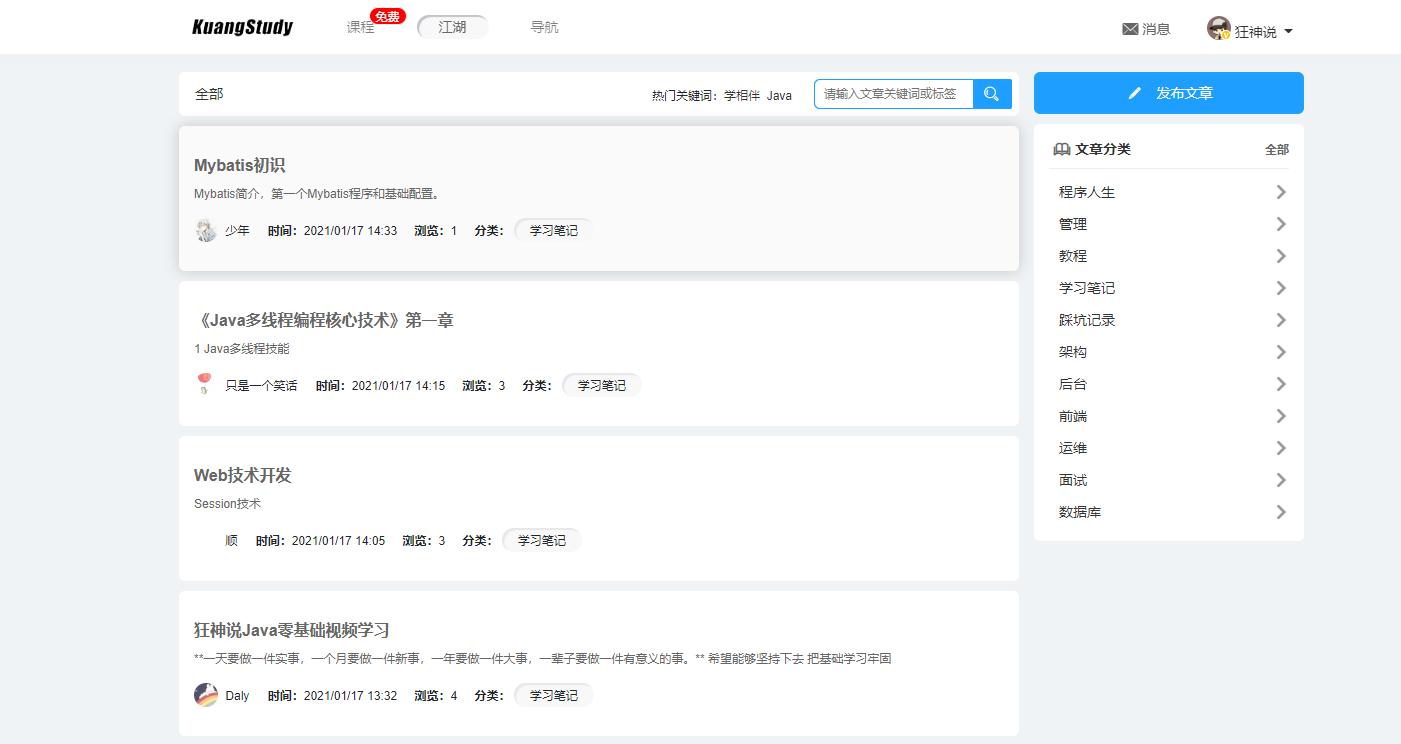 KuangStudy 课程 免费 江湖 导航 消息 狂神说
全部 热门关键词：学相伴 Java 请输入文章关键词或标签
Mybatis初识
Mybatis简介，第一个Mybatis程序和基础配置。
少年 时间：2021/01/17 14:33 浏览：1 分类： 学习笔记
《Java多线程编程核心技术》第一章
1 Java多线程技能
只是一个笑话 时间：2021/01/17 14:15 浏览：3 分类： 学习笔记
Web技术开发
Session技术
顺 时间：2021/01/17 14:05 浏览：3 分类： 学习笔记
狂神说Java零基础视频学习
**一天要做一件实事，一个月要做一件新事，一年要做一件大事，一辈子要做一件有意义的事。** 希望能够坚持下去 把基础学习牢固
Daly 时间：2021/01/17 13:32 浏览：4 分类： 学习笔记
发布文章
文章分类 全部
程序人生
管理
教程
学习笔记
踩坑记录
架构
后台
前端
运维
面试
数据库